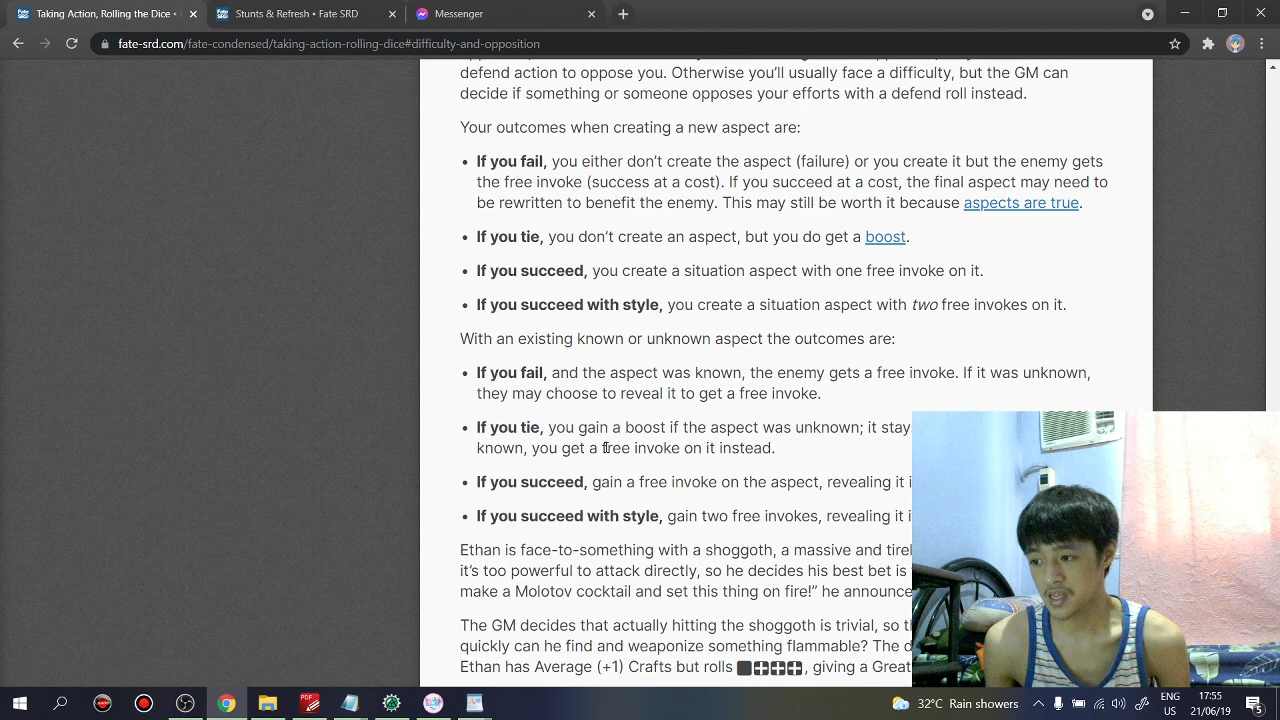 Taking Action, Rolling the Dice •
Stunts & Refresh • Fate SRD
Messenger
fate-srd.com/fate-condensed/taking-action-rolling-dice#difficulty-and-opposition
defend action to oppose you. Otherwise you’ll usually face a difficulty, but the GM can
decide if something or someone opposes your efforts with a defend roll instead.
Your outcomes when creating a new aspect are:
• If you fail, you either don’t create the aspect (failure) or you create it but the enemy gets
the free invoke (success at a cost). If you succeed at a cost, the final aspect may need to
be rewritten to benefit the enemy. This may still be worth it because aspects are true.
• If you tie, you don’t create an aspect, but you do get a boost.
• If you succeed, you create a situation aspect with one free invoke on it.
• If you succeed with style, you create a situation aspect with two free invokes on it.
With an existing known or unknown aspect the outcomes are:
• If you fail, and the aspect was known, the enemy gets a free invoke. If it was unknown,
they may choose to reveal it to get a free invoke.
• If you tie, you gain a boost if the aspect was unknown; it stay
known, you get a free invoke on it instead.
• If you succeed, gain a free invoke on the aspect, revealing it
• If you succeed with style, gain two free invokes, revealing it
Ethan is face-to-something with a shoggoth, a massive and
it’s too powerful to attack directly, so he decides his best bet is
make a Molotov cocktail and set this thing on fire!” he announce
The GM decides that actually hitting the shoggoth is trivial, so
quickly can he find and weaponize something flammable? The
Ethan has Average (+1) Crafts but rolls , giving a Great
32°C Rain showers
ENG
US
17:55
21/06/19
5